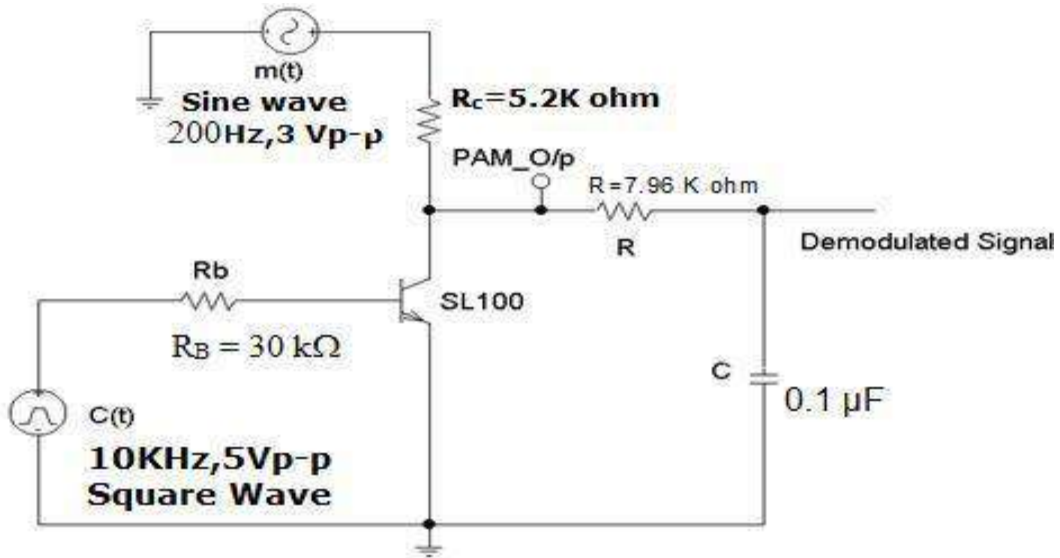 m(t)
Sine wave
200Hz,3 Vp-p
Rc=5.2K ohm
PAM_O/p
R=7.96 K ohm
R
Demodulated Signal
Rb
SL100
RB = 30 kΩ
C
0.1 µF
C(t)
10KHz,5Vp-p
Square Wave